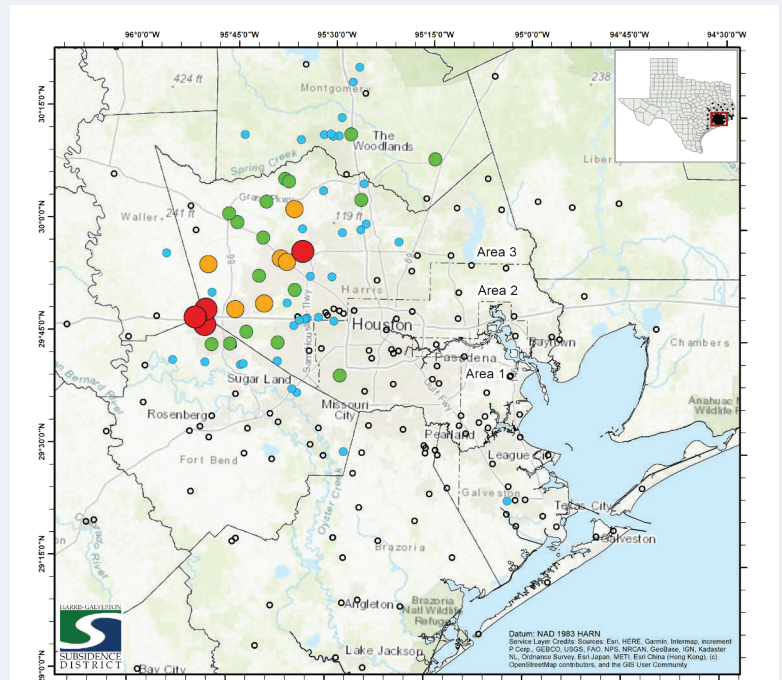 96°0'0"W 95°45'0"W 95°30'0"W 95°15'0"W 95°0'0"W 94°45'0"W 94°30'0"W
424 ft
Montgomery
238
30°15'0"N
The
Woodlands
Spring Creek
Liberty
Waller
241 ft
119 ft
30°0'0"N
Area 3
Harris
Area 2
29°45'0"N
Houston
Baytown
Chambers
Pasadena
Area 1
Sugar Land
Missouri
City
Anahuac
Wildlife
Rosenberg
29°30'0"N
Pearland
League City
Fort Bend
Galveston
Oyster Creek
Texas City
Galveston
29°15'0"N
Brazoria
Angleton
Brazoria
Natl Wildlife
Refuge
HARRIS-GALVESTON
SUBSIDENCE
DISTRICT
Lake Jackson
Bay City
29°0'0"N
Datum: NAD 1983 HARN
Service Layer Credits: Sources: Esri, HERE, Garmin, Intermap, increment
P Corp., GEBCO, USGS, FAO, NPS, NRCAN, GeoBase, IGN, Kadaster
NL, Ordnance Survey, Esri Japan, METI, Esri China (Hong Kong), (c)
OpenStreetMap contributors, and the GIS User Community